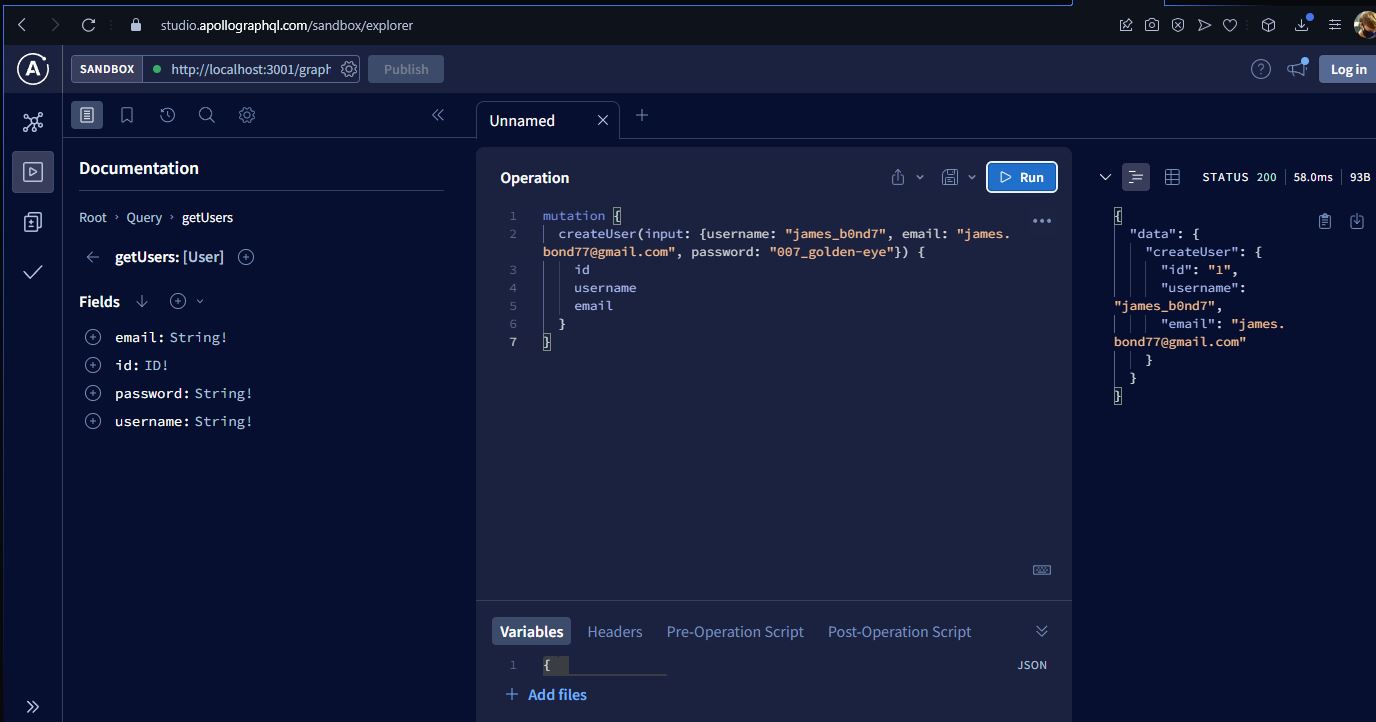 studio.apollographql.com/sandbox/explorer
A
SANDBOX
http://localhost:3001/graph
Publish
Log in
Documentation
Root › Query › getUsers
getUsers: [User]
Fields
email: String!
id: ID!
password: String!
username: String!
Unnamed
Operation
Run
1 mutation {
2 createUser(input: {username: "james_b0nd7", email: "james.
bond77@gmail.com", password: "007_golden-eye"}) {
3 id
4 username
5 email
6 }
7 }
Variables Headers Pre-Operation Script Post-Operation Script
1 {
JSON
+ Add files
STATUS 200 58.0ms 93B
{
"data": {
"createUser": {
"id": "1",
"username":
"james_b0nd7",
"email": "james.
bond77@gmail.com"
}
}
}